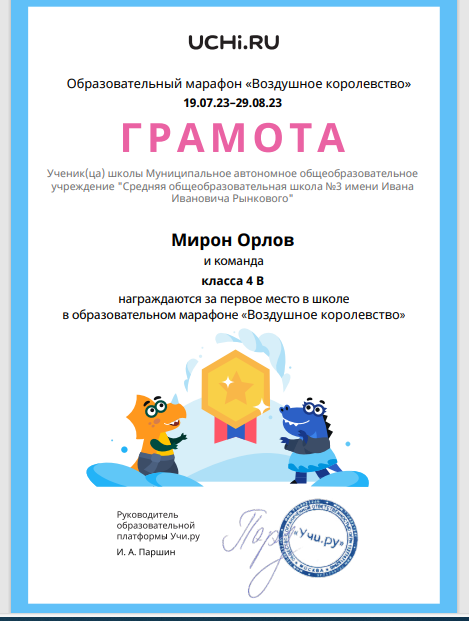 UCHi.RU
Образовательный марафон «Воздушное королевство»
19.07.23–29.08.23
ГРАМОТА
Ученик(ца) школы Муниципальное автономное общеобразовательное
учреждение "Средняя общеобразовательная школа №3 имени Ивана
Ивановича Рынкового"
Мирон Орлов
и команда
класса 4 В
награждаются за первое место в школе
в образовательном марафоне «Воздушное королевство»
Руководитель
образовательной
платформы Учи.ру
И. А. Паршин
«Учи.ру»
МОСКВА